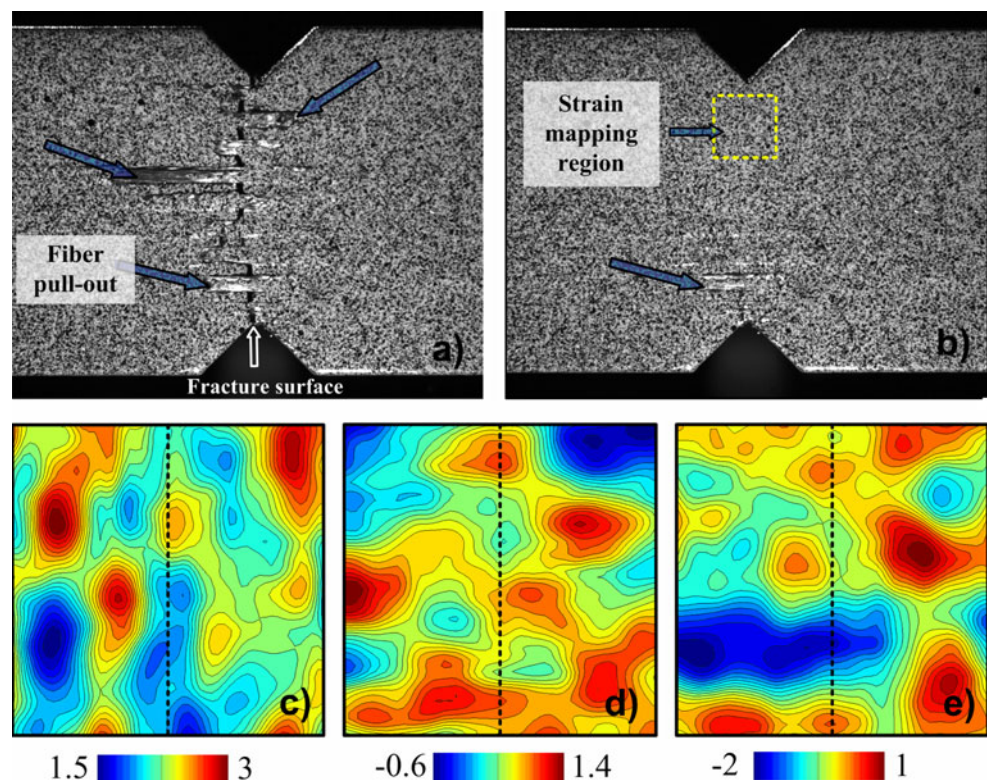 Strain
mapping
region
Fiber
pull-out
a)
b)
Fracture surface
c)
d)
e)
1.5 3
-0.6 1.4
-2 1